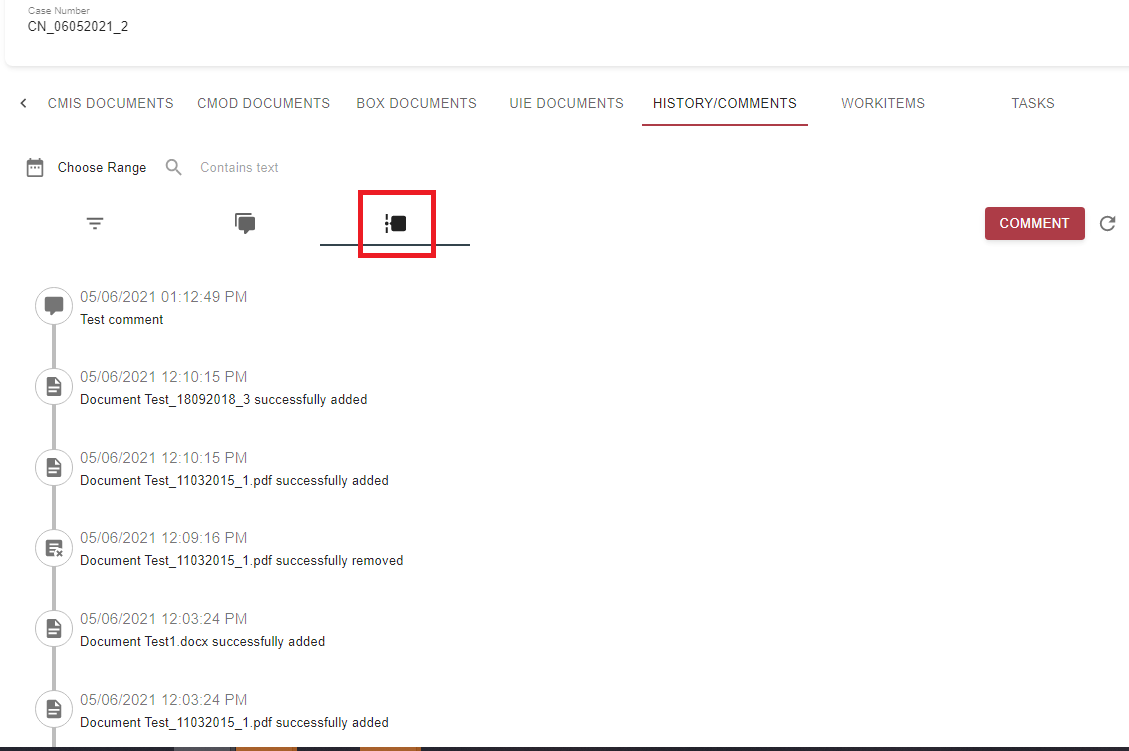 Case Number
CN_06052021_2
CMIS DOCUMENTS CMOD DOCUMENTS BOX DOCUMENTS UIE DOCUMENTS HISTORY/COMMENTS WORKITEMS TASKS
Choose Range Contains text
COMMENT
05/06/2021 01:12:49 PM
Test comment
05/06/2021 12:10:15 PM
Document Test_18092018_3 successfully added
05/06/2021 12:10:15 PM
Document Test_11032015_1.pdf successfully added
05/06/2021 12:09:16 PM
Document Test_11032015_1.pdf successfully removed
05/06/2021 12:03:24 PM
Document Test1.docx successfully added
05/06/2021 12:03:24 PM
Document Test_11032015_1.pdf successfully added